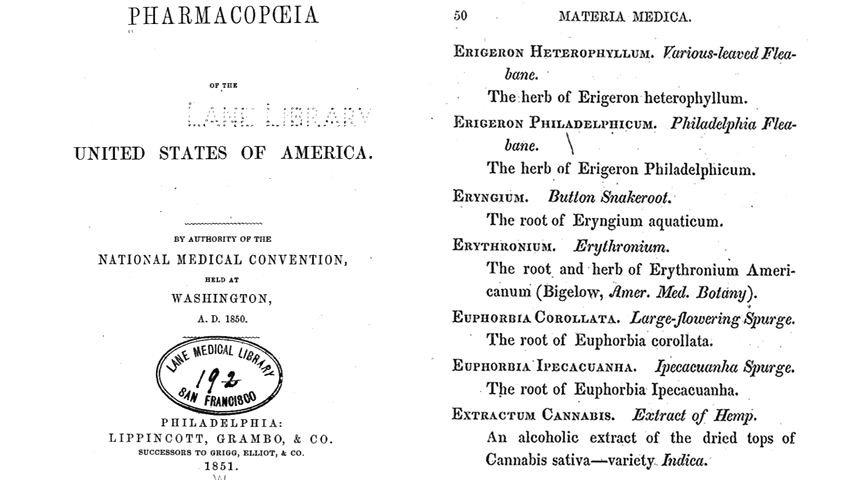 PHARMACOPŒIA
OF THE
LANE LIBRARY
UNITED STATES OF AMERICA.
BY AUTHORITY OF THE
NATIONAL MEDICAL CONVENTION,
HELD AT
WASHINGTON,
A. D. 1850.
LANE MEDICAL LIBRARY
192
SAN FRANCISCO
PHILADELPHIA:
LIPPINCOTT, GRAMBO, & CO.
SUCCESSORS TO GRIGG, ELLIOT, & CO.
1851.
50 MATERIA MEDICA.
ERIGERON HETEROPHYLLUM. Various-leaved Flea-
bane.
The herb of Erigeron heterophyllum.
ERIGERON PHILADELPHICUM. Philadelphia Flea-
bane.
The herb of Erigeron Philadelphicum.
ERYNGIUM. Button Snakeroot.
The root of Eryngium aquaticum.
ERYTHRONIUM. Erythronium.
The root and herb of Erythronium Ameri-
canum (Bigelow, Amer. Med. Botany).
EUPHORBIA COROLLATA. Large-flowering Spurge.
The root of Euphorbia corollata.
EUPHORBIA IPECACUANHA. Ipecacuanha Spurge.
The root of Euphorbia Ipecacuanha.
EXTRACTUM CANNABIS. Extract of Hemp.
An alcoholic extract of the dried tops of
Cannabis sativa—variety Indica.